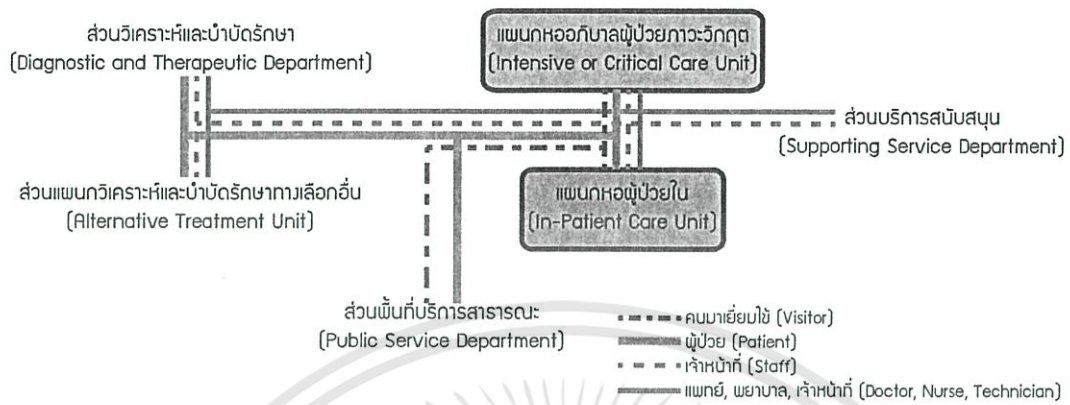 ส่วนวิเคราะห์และบำบัดรักษา
(Diagnostic and Therapeutic Department)
แผนกหออภิบาลผู้ป่วยภาวะวิกฤต
(Intensive or Critical Care Unit)
ส่วนบริการสนับสนุน
(Supporting Service Department)
ส่วนแผนกวิเคราะห์และบำบัดรักษาทางเลือกอื่น
(Alternative Treatment Unit)
แผนกหอผู้ป่วยใน
(In-Patient Care Unit)
ส่วนพื้นที่บริการสาธารณะ
(Public Service Department)
คนมาเยี่ยมไข้ (Visitor)
ผู้ป่วย (Patient)
เจ้าหน้าที่ (Staff)
แพทย์, พยาบาล, เจ้าหน้าที่ (Doctor, Nurse, Technician)